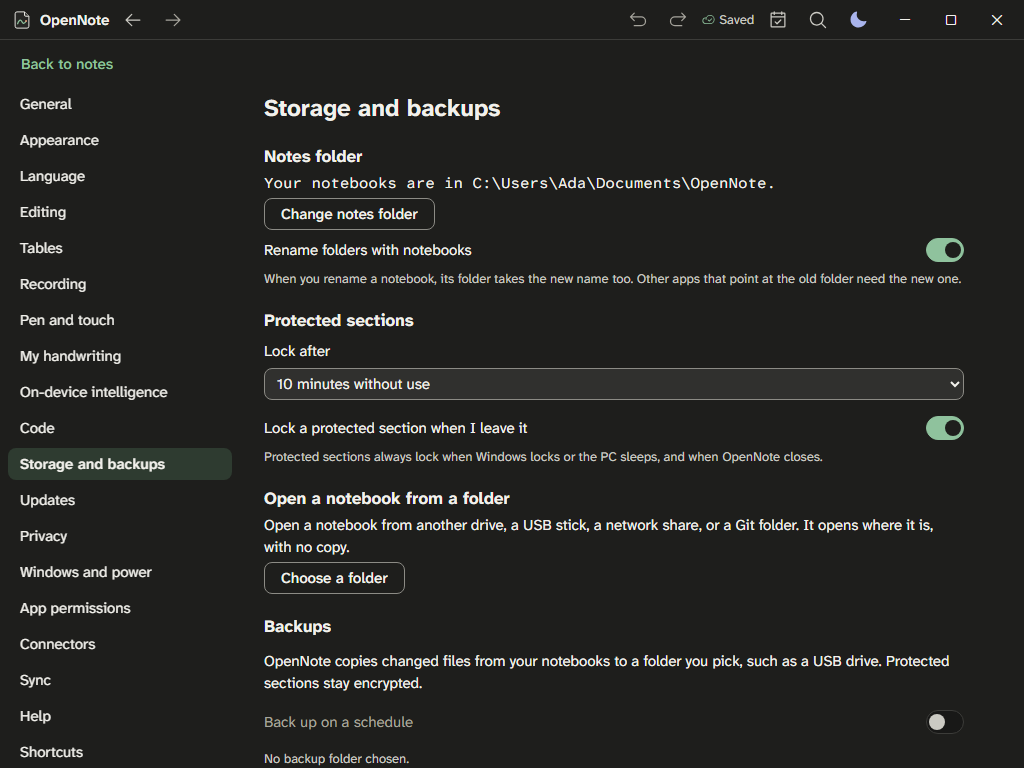 OpenNote
Saved
Back to notes
General
Appearance
Language
Editing
Tables
Recording
Pen and touch
My handwriting
On-device intelligence
Code
Storage and backups
Updates
Privacy
Windows and power
App permissions
Connectors
Sync
Help
Shortcuts
Storage and backups
Notes folder
Your notebooks are in C:\Users\Ada\Documents\OpenNote.
Change notes folder
Rename folders with notebooks
When you rename a notebook, its folder takes the new name too. Other apps that point at the old folder need the new one.
Protected sections
Lock after
10 minutes without use
Lock a protected section when I leave it
Protected sections always lock when Windows locks or the PC sleeps, and when OpenNote closes.
Open a notebook from a folder
Open a notebook from another drive, a USB stick, a network share, or a Git folder. It opens where it is,
with no copy.
Choose a folder
Backups
OpenNote copies changed files from your notebooks to a folder you pick, such as a USB drive. Protected
sections stay encrypted.
Back up on a schedule
No backup folder chosen.